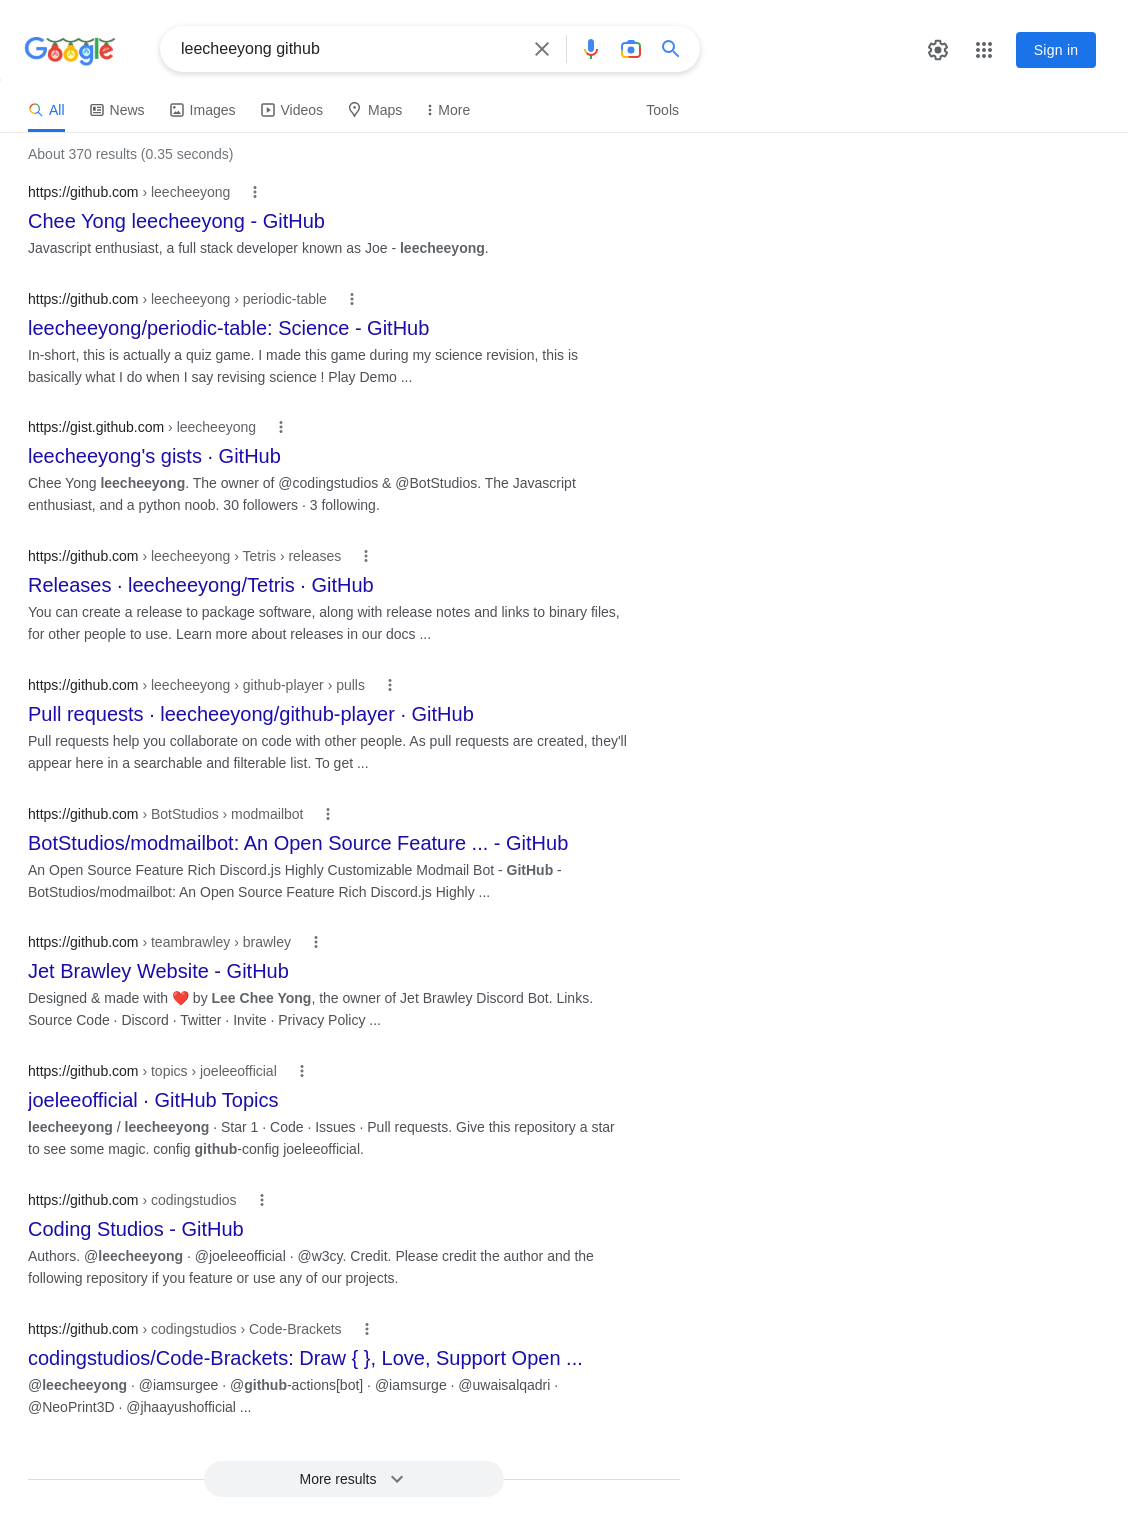 Google
leecheeyong github
Sign in
All News Images Videos Maps More Tools
About 370 results (0.35 seconds)
https://github.com › leecheeyong
Chee Yong leecheeyong - GitHub
Javascript enthusiast, a full stack developer known as Joe - leecheeyong.
https://github.com › leecheeyong › periodic-table
leecheeyong/periodic-table: Science - GitHub
In-short, this is actually a quiz game. I made this game during my science revision, this is
basically what I do when I say revising science ! Play Demo ...
https://gist.github.com › leecheeyong
leecheeyong's gists · GitHub
Chee Yong leecheeyong. The owner of @codingstudios & @BotStudios. The Javascript
enthusiast, and a python noob. 30 followers · 3 following.
https://github.com › leecheeyong › Tetris › releases
Releases · leecheeyong/Tetris · GitHub
You can create a release to package software, along with release notes and links to binary files,
for other people to use. Learn more about releases in our docs ...
https://github.com › leecheeyong › github-player › pulls
Pull requests · leecheeyong/github-player · GitHub
Pull requests help you collaborate on code with other people. As pull requests are created, they'll
appear here in a searchable and filterable list. To get ...
https://github.com › BotStudios › modmailbot
BotStudios/modmailbot: An Open Source Feature ... - GitHub
An Open Source Feature Rich Discord.js Highly Customizable Modmail Bot - GitHub -
BotStudios/modmailbot: An Open Source Feature Rich Discord.js Highly ...
https://github.com › teambrawley › brawley
Jet Brawley Website - GitHub
Designed & made with ❤️ by Lee Chee Yong, the owner of Jet Brawley Discord Bot. Links.
Source Code · Discord · Twitter · Invite · Privacy Policy ...
https://github.com › topics › joeleeofficial
joeleeofficial · GitHub Topics
leecheeyong / leecheeyong · Star 1 · Code · Issues · Pull requests. Give this repository a star
to see some magic. config github-config joeleeofficial.
https://github.com › codingstudios
Coding Studios - GitHub
Authors. @leecheeyong · @joeleeofficial · @w3cy. Credit. Please credit the author and the
following repository if you feature or use any of our projects.
https://github.com › codingstudios › Code-Brackets
codingstudios/Code-Brackets: Draw { }, Love, Support Open ...
@leecheeyong · @iamsurgee · @github-actions[bot] · @iamsurge · @uwaisalqadri ·
@NeoPrint3D · @jhaayushofficial ...
More results